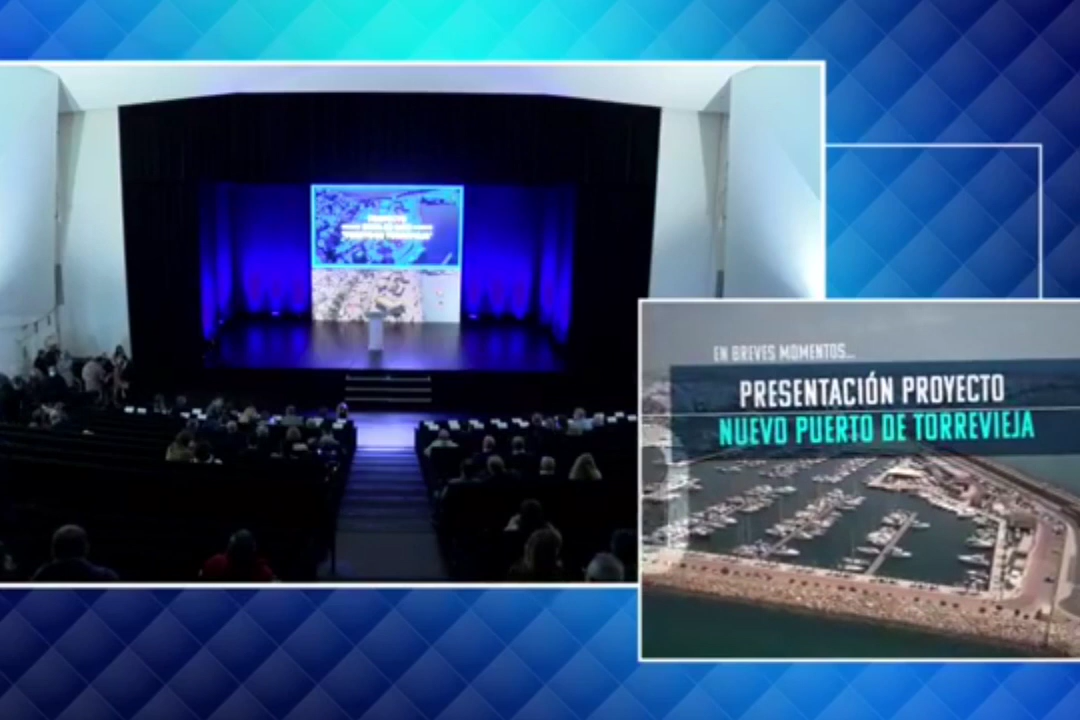 EN BREVES MOMENTOS...
PRESENTACIÓN PROYECTO
NUEVO PUERTO DE TORREVIEJA